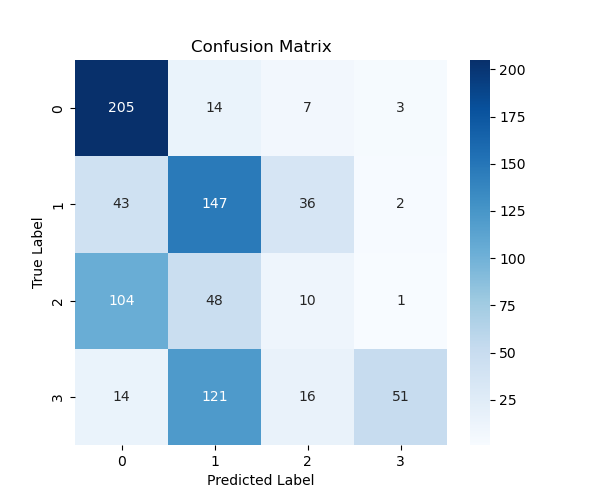 Confusion Matrix
True Label
0 205 14 7 3
1 43 147 36 2
2 104 48 10 1
3 14 121 16 51
0 1 2 3
Predicted Label
200
175
150
125
100
75
50
25